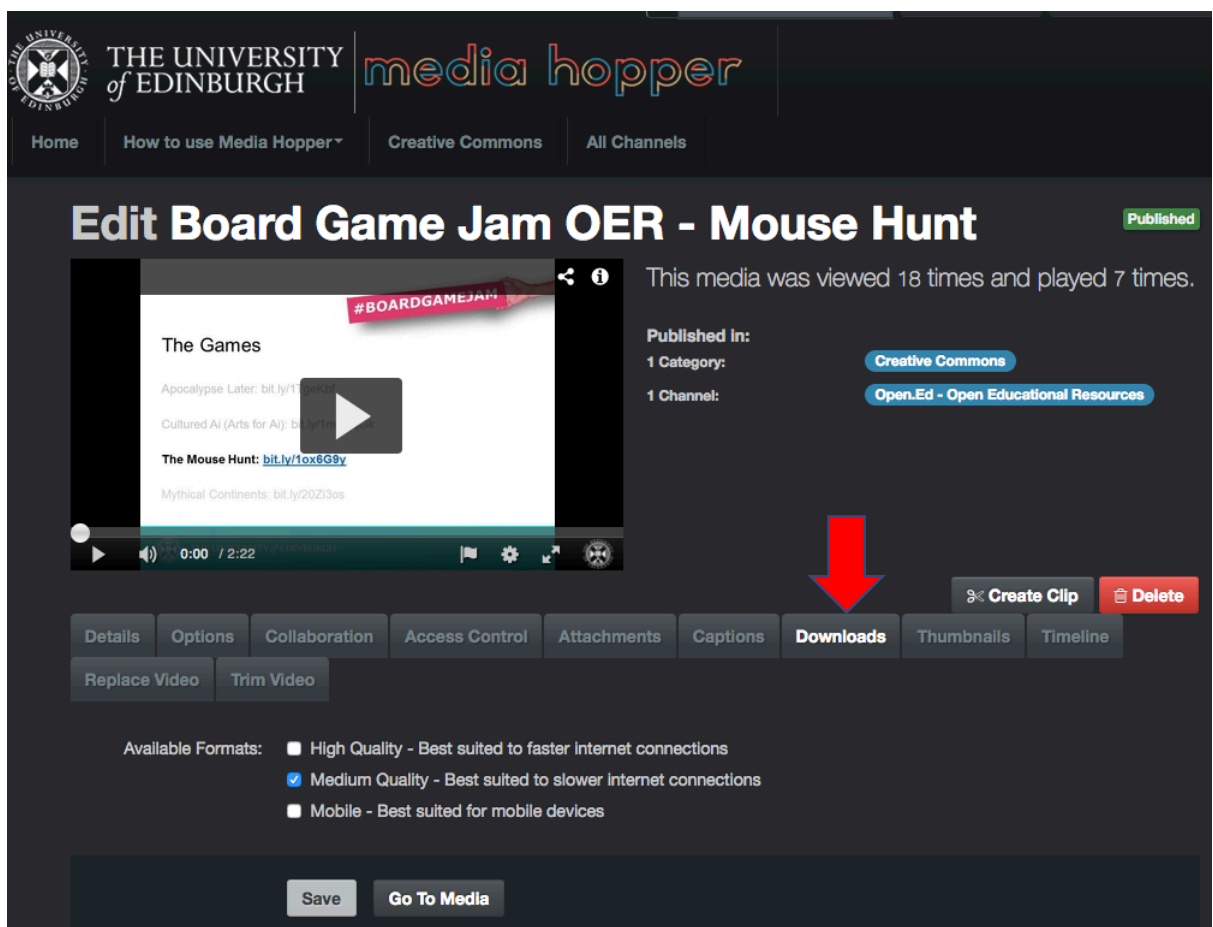 THE UNIVERSITY
of EDINBURGH
media hopper
Home How to use Media Hopper Creative Commons All Channels
Edit Board Game Jam OER - Mouse Hunt
Published
#BOARDGAMEJAM
The Games
Apocalypse Later:
Cultured Ai (Arts for Ai):
The Mouse Hunt: bit.ly/1ox6G9y
Mythical Continents: bit.ly/20Zi3os
0:00 / 2:22
This media was viewed 18 times and played 7 times.
Published in:
1 Category: Creative Commons
1 Channel: Open.Ed - Open Educational Resources
Create Clip Delete
Details Options Collaboration Access Control Attachments Captions Downloads Thumbnails Timeline
Replace Video Trim Video
Available Formats: High Quality - Best suited to faster internet connections
Medium Quality - Best suited to slower internet connections
Mobile - Best suited for mobile devices
Save Go To Media